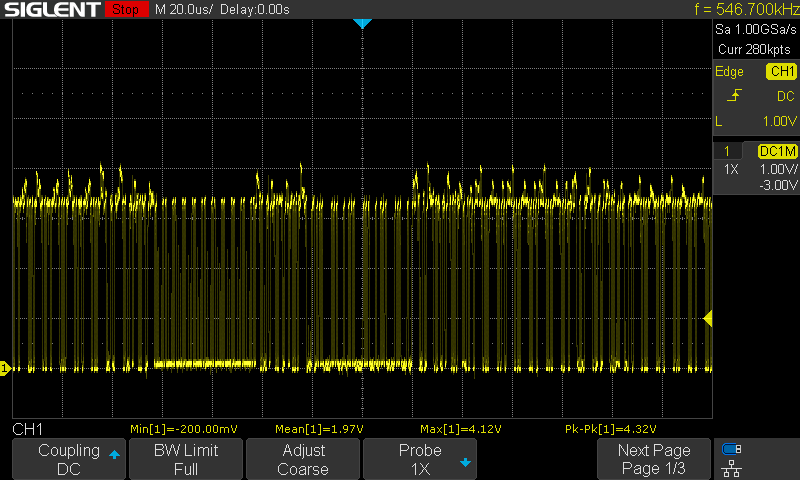 SIGLENT Stop M 20.0us/ Delay:0.00s f = 546.700kHz
Sa 1.00GSa/s
Curr 280kpts
Edge CH1
DC
L 1.00V
1 DC1M
1X 1.00V/
-3.00V
1
CH1 Min[1]=-200.00mV Mean[1]=1.97V Max[1]=4.12V Pk-Pk[1]=4.32V
Coupling BW Limit Adjust Probe Next Page
DC Full Coarse 1X Page 1/3